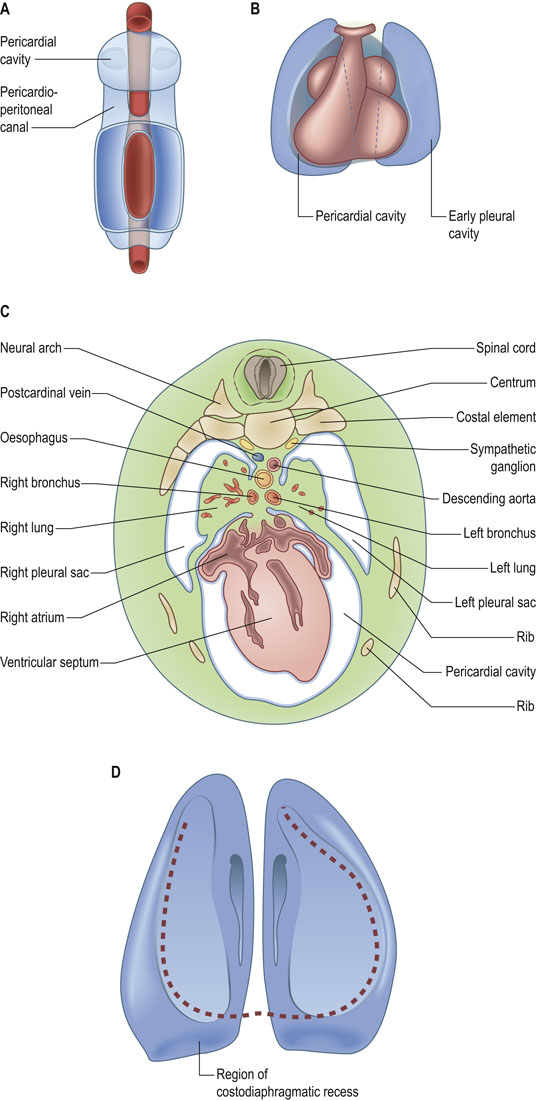 A
Pericardial
cavity
Pericardio-
peritoneal
canal
B
Pericardial cavity
Early pleural
cavity
C
Neural arch
Postcardinal vein
Oesophagus
Right bronchus
Right lung
Right pleural sac
Right atrium
Ventricular septum
Spinal cord
Centrum
Costal element
Sympathetic
ganglion
Descending aorta
Left bronchus
Left lung
Left pleural sac
Rib
Pericardial cavity
Rib
D
Region of
costodiaphragmatic recess